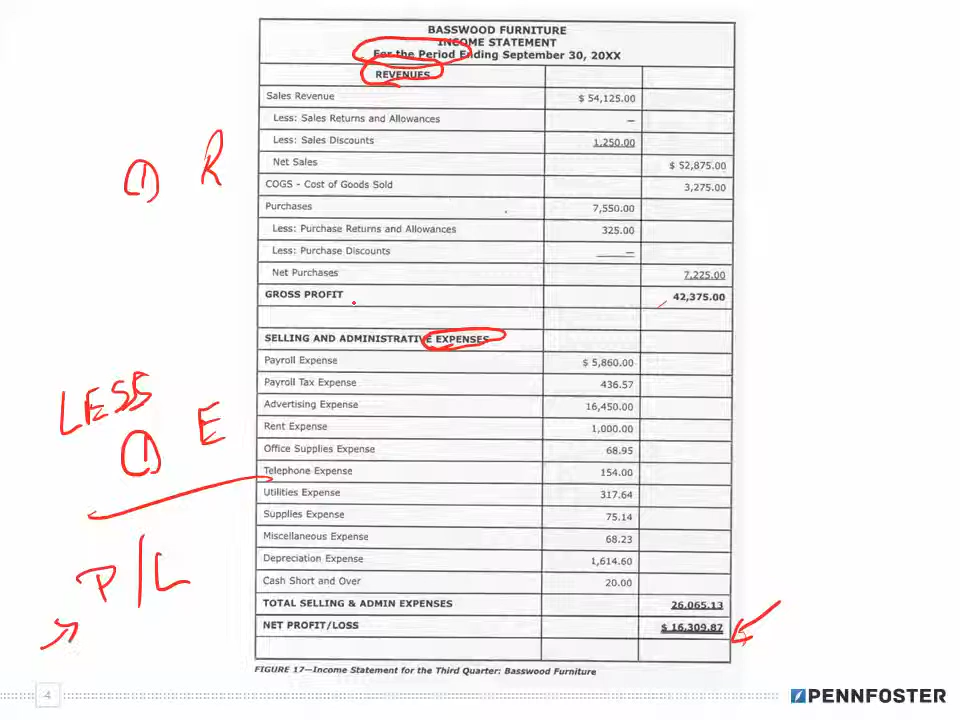 BASSWOOD FURNITURE
INCOME STATEMENT
For the Period Ending September 30, 20XX
REVENUES
Sales Revenue $ 54,125.00
Less: Sales Returns and Allowances —
Less: Sales Discounts 1,250.00
Net Sales $ 52,875.00
COGS - Cost of Goods Sold 3,275.00
Purchases 7,550.00
Less: Purchase Returns and Allowances 325.00
Less: Purchase Discounts —
Net Purchases 7,225.00
GROSS PROFIT 42,375.00
SELLING AND ADMINISTRATIVE EXPENSES
Payroll Expense $ 5,860.00
Payroll Tax Expense 436.57
Advertising Expense 16,450.00
Rent Expense 1,000.00
Office Supplies Expense 68.95
Telephone Expense 154.00
Utilities Expense 317.64
Supplies Expense 75.14
Miscellaneous Expense 68.23
Depreciation Expense 1,614.60
Cash Short and Over 20.00
TOTAL SELLING & ADMIN EXPENSES 26,065.13
NET PROFIT/LOSS $ 16,309.87
FIGURE 17—Income Statement for the Third Quarter: Basswood Furniture
1 R
LESS
1 E
P/L
4
PENNFOSTER